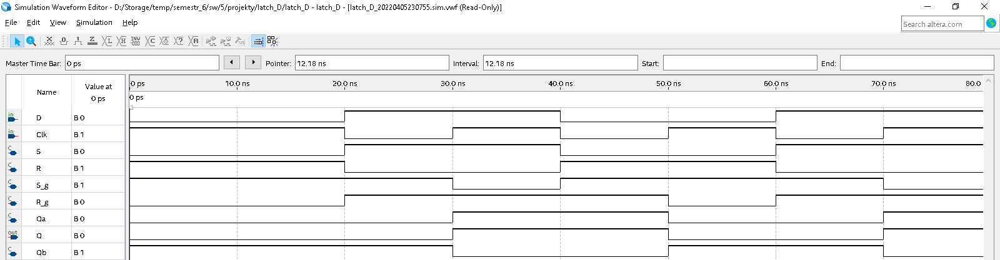 Simulation Waveform Editor - D:/Storage/temp/semestr_6/sw/5/projekty/latch_D/latch_D - latch_D - [latch_D_20220405230755.sim.vwf (Read-Only)]
File Edit View Simulation Help
Search altera.com
Master Time Bar: 0 ps Pointer: 12.18 ns Interval: 12.18 ns Start: End:
Name Value at 0 ps
0 ps 10.0 ns 20.0 ns 30.0 ns 40.0 ns 50.0 ns 60.0 ns 70.0 ns 80.0
0 ps
in D B 0
in Clk B 1
C S B 0
C R B 1
C S_g B 1
C R_g B 0
C Qa B 0
out Q B 0
C Qb B 1